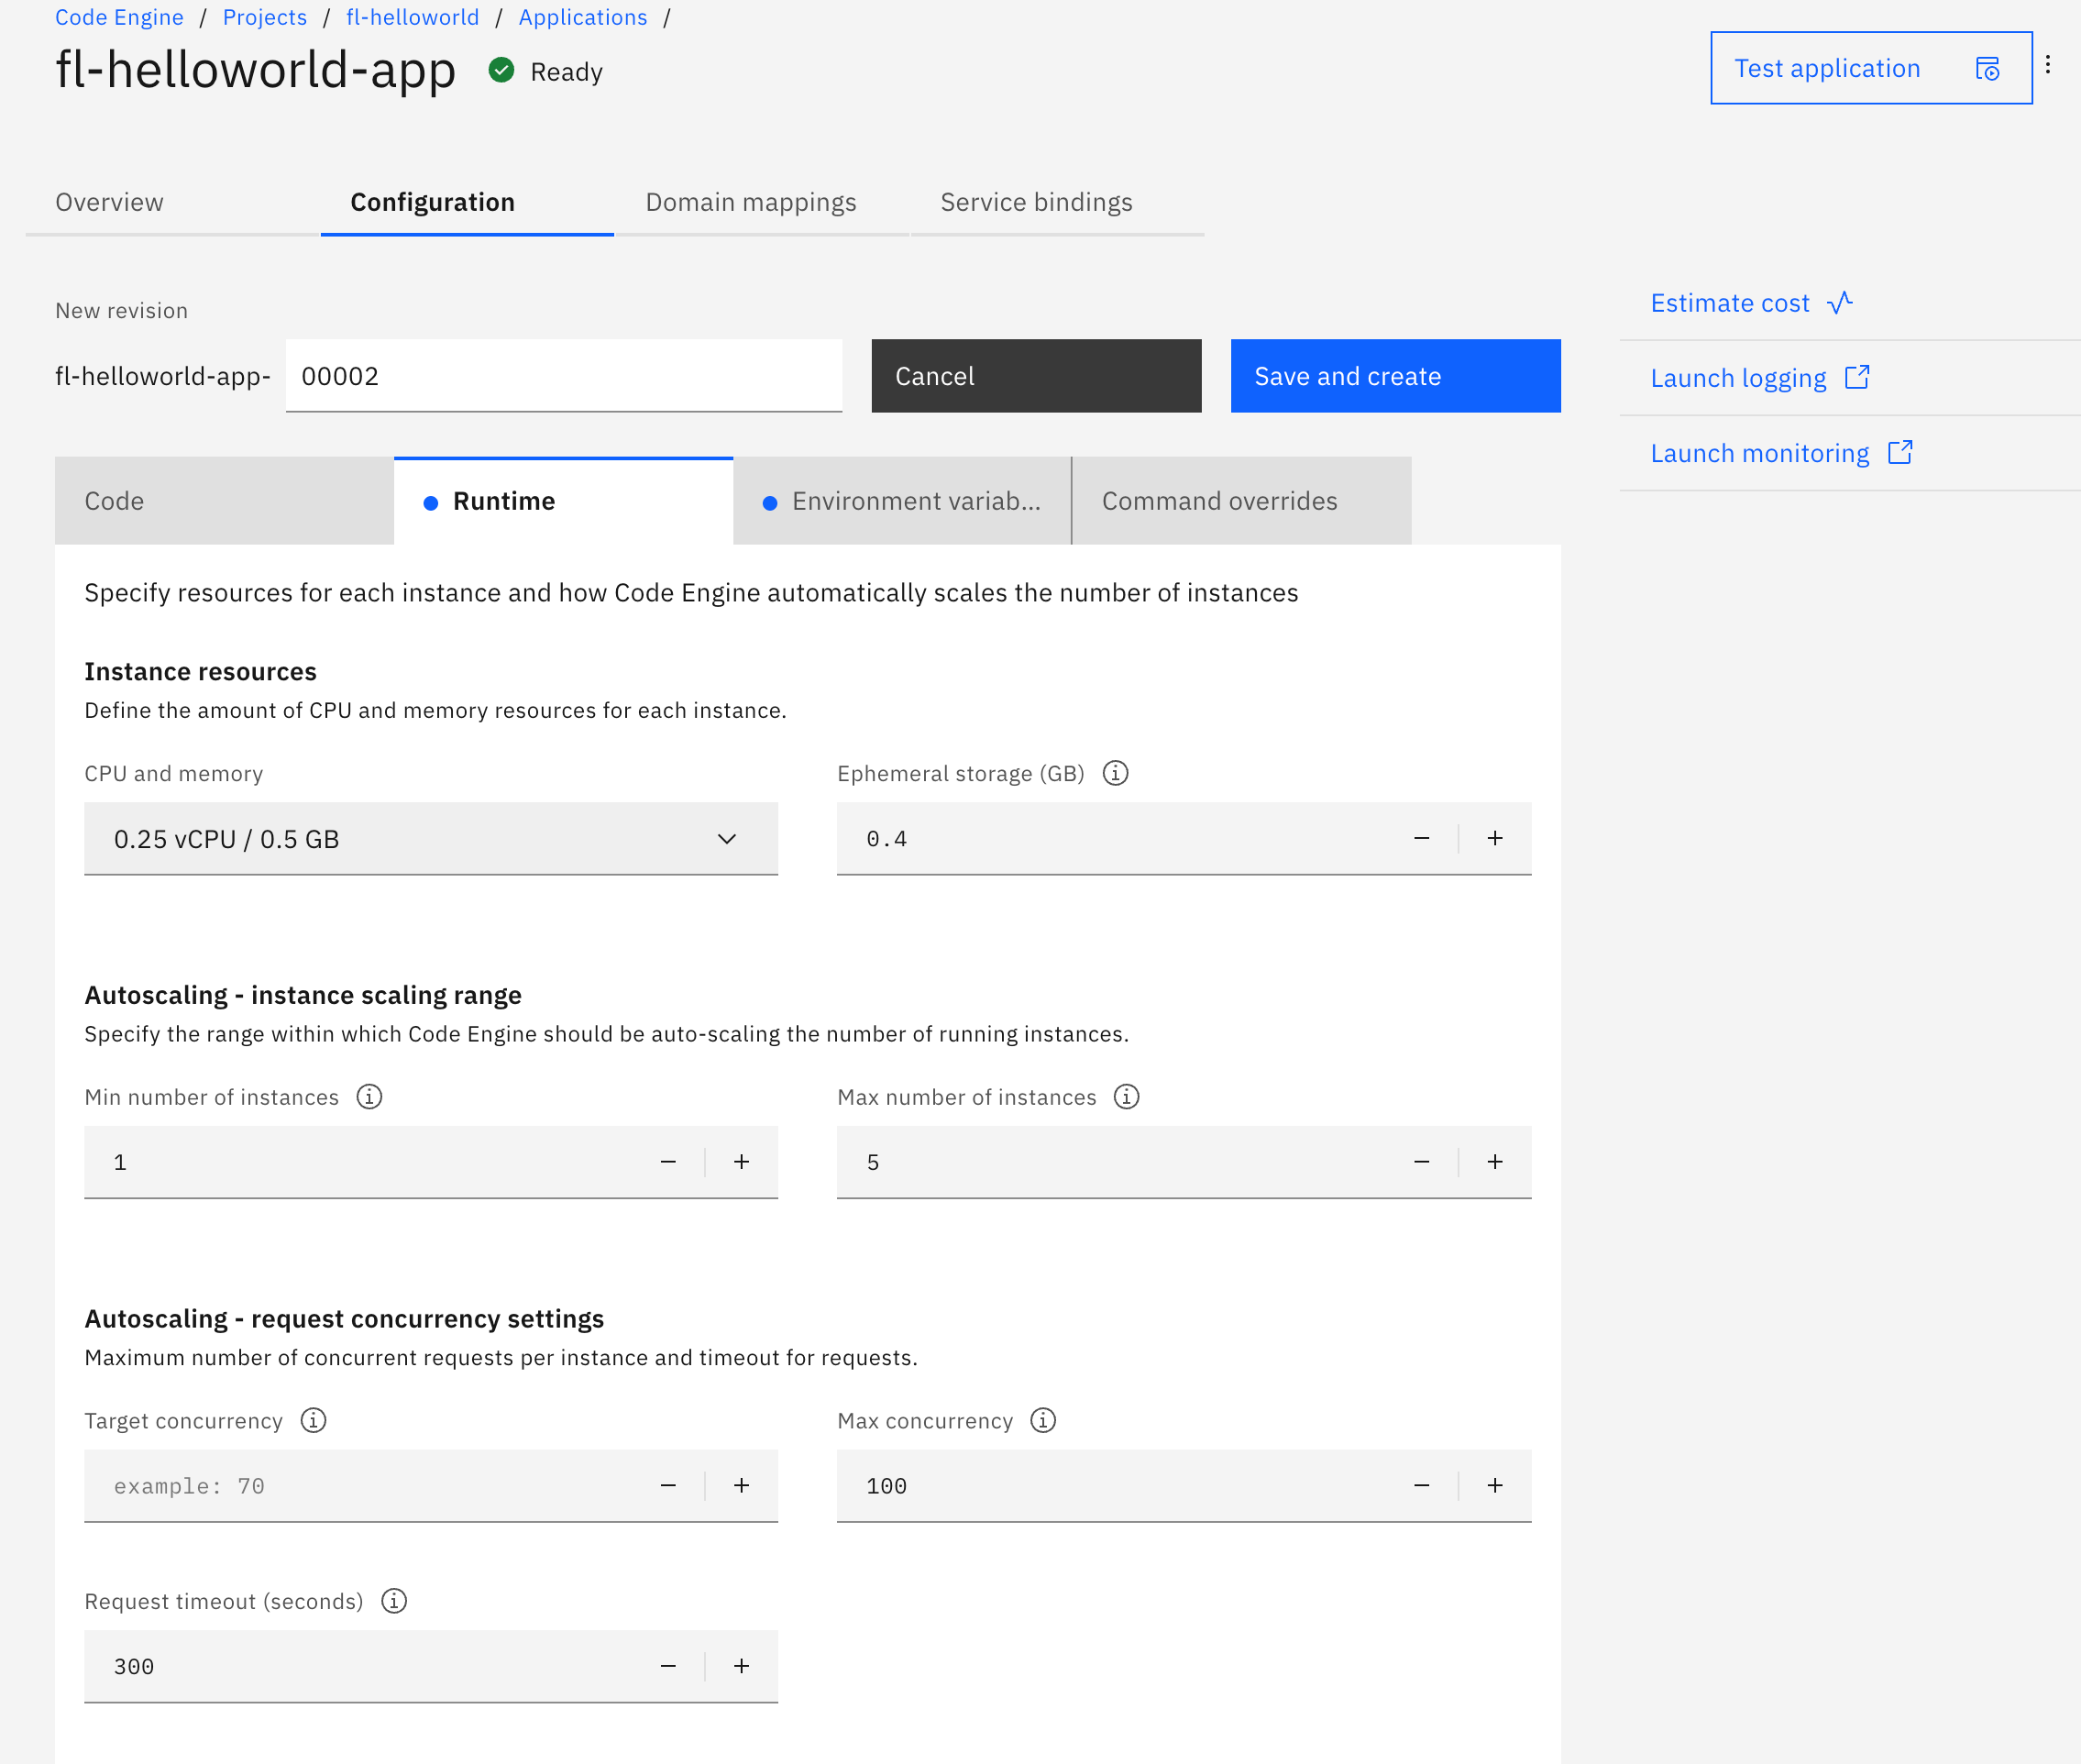 Code Engine / Projects / fl-helloworld / Applications /
fl-helloworld-app Ready
Test application
Overview Configuration Domain mappings Service bindings
New revision
fl-helloworld-app- 00002 Cancel Save and create
Estimate cost
Launch logging
Launch monitoring
Code Runtime Environment variab... Command overrides
Specify resources for each instance and how Code Engine automatically scales the number of instances
Instance resources
Define the amount of CPU and memory resources for each instance.
CPU and memory Ephemeral storage (GB)
0.25 vCPU / 0.5 GB 0.4
Autoscaling - instance scaling range
Specify the range within which Code Engine should be auto-scaling the number of running instances.
Min number of instances Max number of instances
1 5
Autoscaling - request concurrency settings
Maximum number of concurrent requests per instance and timeout for requests.
Target concurrency Max concurrency
example: 70 100
Request timeout (seconds)
300